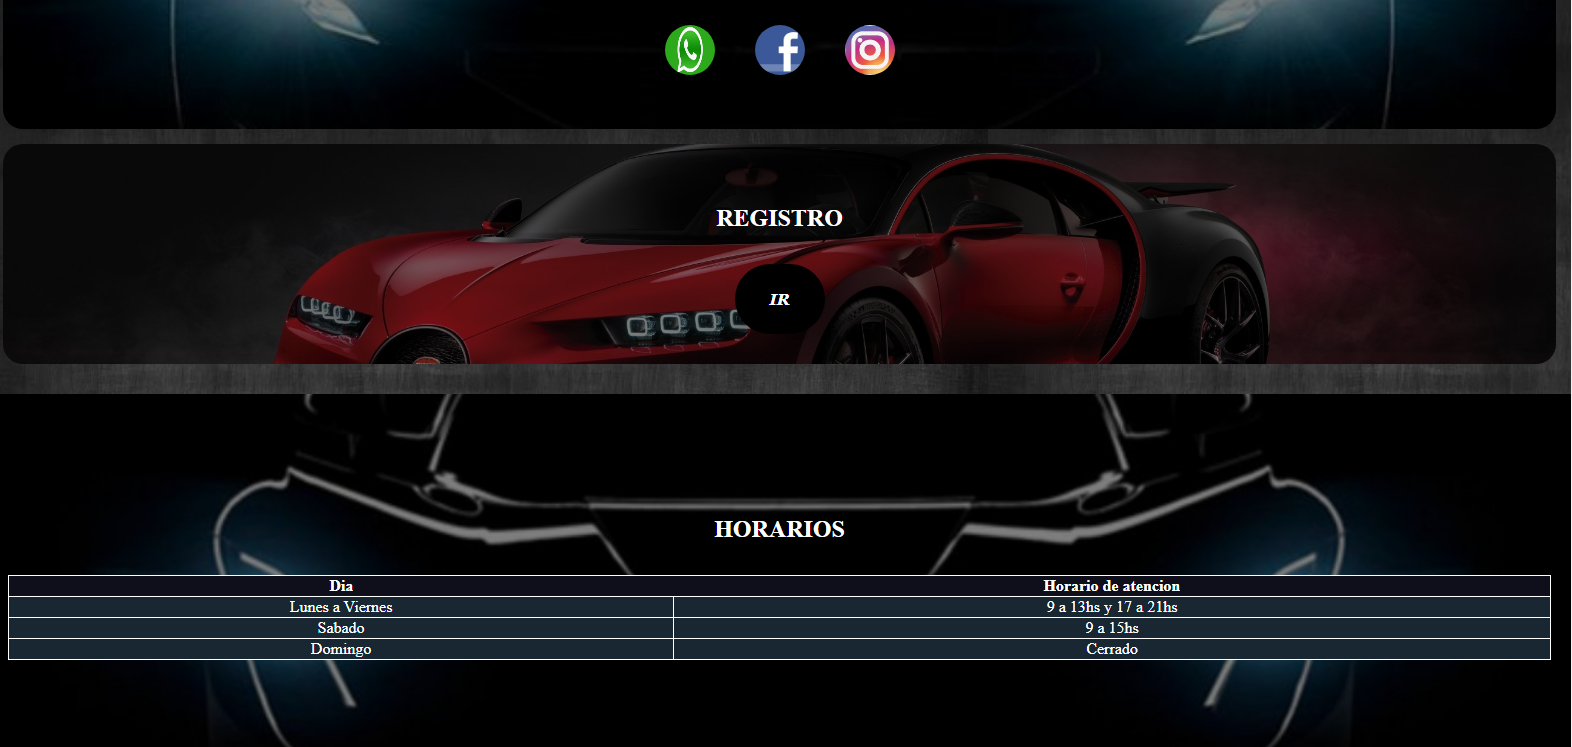 REGISTRO
IR
HORARIOS
Dia Horario de atencion
Lunes a Viernes 9 a 13hs y 17 a 21hs
Sabado 9 a 15hs
Domingo Cerrado